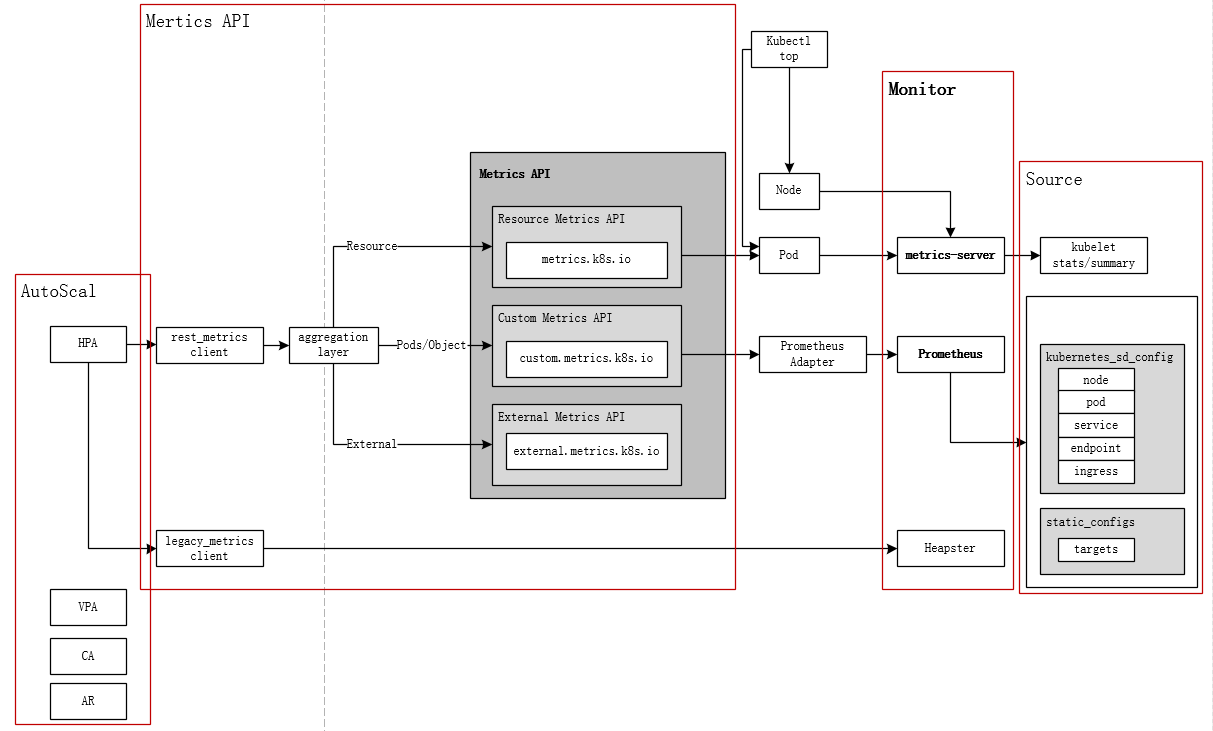 Mertics API
Kubectl
top
Monitor
Metrics API
Source
Node
Resource Metrics API
metrics.k8s.io
Resource
Pod
metrics-server
kubelet
stats/summary
AutoScal
HPA
rest_metrics
client
aggregation
layer
Pods/Object
Custom Metrics API
custom.metrics.k8s.io
Prometheus
Adapter
Prometheus
kubernetes_sd_config
node
pod
service
endpoint
ingress
External
External Metrics API
external.metrics.k8s.io
legacy_metrics
client
Heapster
static_configs
targets
VPA
CA
AR